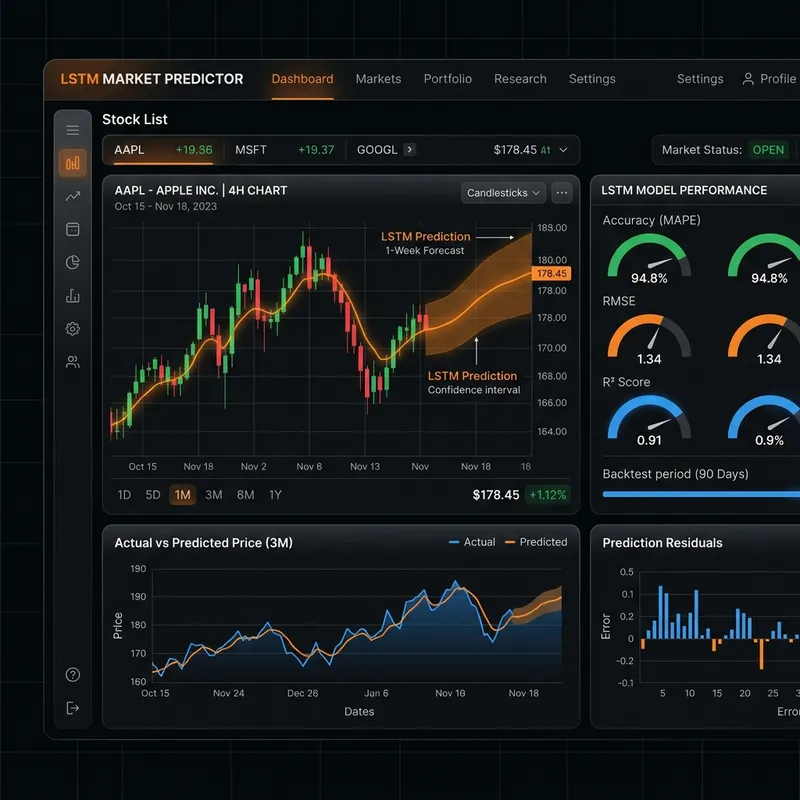 LSTM MARKET PREDICTOR
Dashboard
Markets
Portfolio
Research
Settings
Settings
Profile
Stock List
AAPL +19.36
MSFT +19.37
GOOGL
$178.45 At
Market Status: OPEN
AAPL - APPLE INC. | 4H CHART
Oct 15 - Nov 18, 2023
Candlesticks
LSTM Prediction
1-Week Forecast
LSTM Prediction
Confidence interval
183.00
180.00
178.45
178.00
178.00
170.00
168.00
166.00
164.00
Oct 15 Nov 18 Nov 2 Nov 6 Nov 13 Nov Nov 18 18
1D 5D 1M 3M 8M 1Y
$178.45 +1.12%
LSTM MODEL PERFORMANCE
Accuracy (MAPE)
94.8% 94.8%
RMSE
1.34 1.34
R² Score
0.91 0.9%
Backtest period (90 Days)
Actual vs Predicted Price (3M)
Actual Predicted
Price
190
190
180
170
160
Oct 15 Nov 24 Dec 26 Jan 6 Nov 10 Nov 18
Dates
Prediction Residuals
Error
0.5
0.1
0.2
0
-0.2
-0.1
5 10 15 20 25 3
Erro